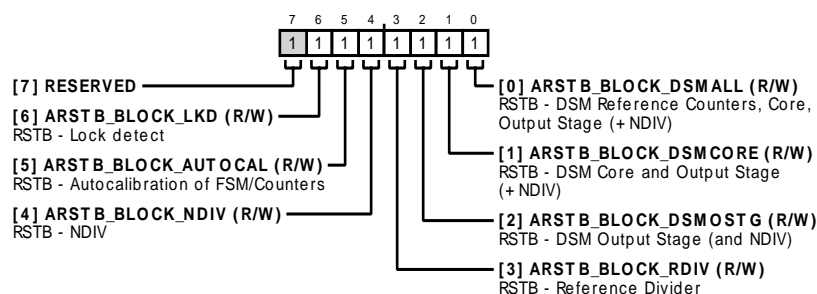 7 6 5 4 3 2 1 0
1 1 1 1 1 1 1 1
[7] RESERVED
[6] ARSTB_BLOCK_LKD (R/W)
RSTB - Lock detect
[5] ARSTB_BLOCK_AUTOCAL (R/W)
RSTB - Autocalibration of FSM/Counters
[4] ARSTB_BLOCK_NDIV (R/W)
RSTB - NDIV
[0] ARSTB_BLOCK_DSMALL (R/W)
RSTB - DSM Reference Counters, Core,
Output Stage (+NDIV)
[1] ARSTB_BLOCK_DSMCORE (R/W)
RSTB - DSM Core and Output Stage
(+NDIV)
[2] ARSTB_BLOCK_DSMOSTG (R/W)
RSTB - DSM Output Stage (and NDIV)
[3] ARSTB_BLOCK_RDIV (R/W)
RSTB - Reference Divider